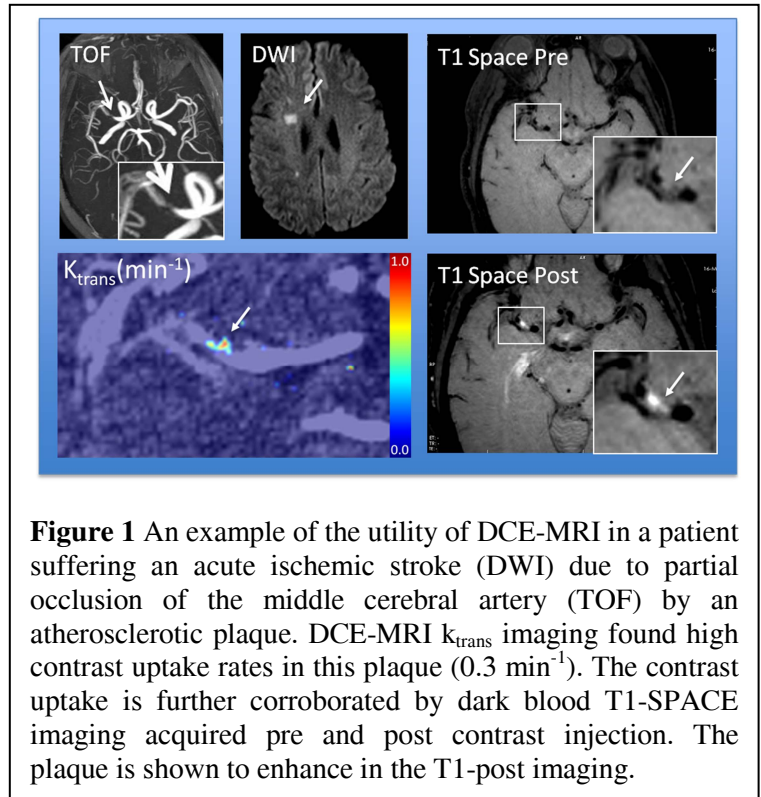 TOF
DWI
T1 Space Pre
K_trans(min⁻¹)
1.0
0.0
T1 Space Post
Figure 1 An example of the utility of DCE-MRI in a patient
suffering an acute ischemic stroke (DWI) due to partial
occlusion of the middle cerebral artery (TOF) by an
atherosclerotic plaque. DCE-MRI k_trans imaging found high
contrast uptake rates in this plaque (0.3 min⁻¹). The contrast
uptake is further corroborated by dark blood T1-SPACE
imaging acquired pre and post contrast injection. The
plaque is shown to enhance in the T1-post imaging.